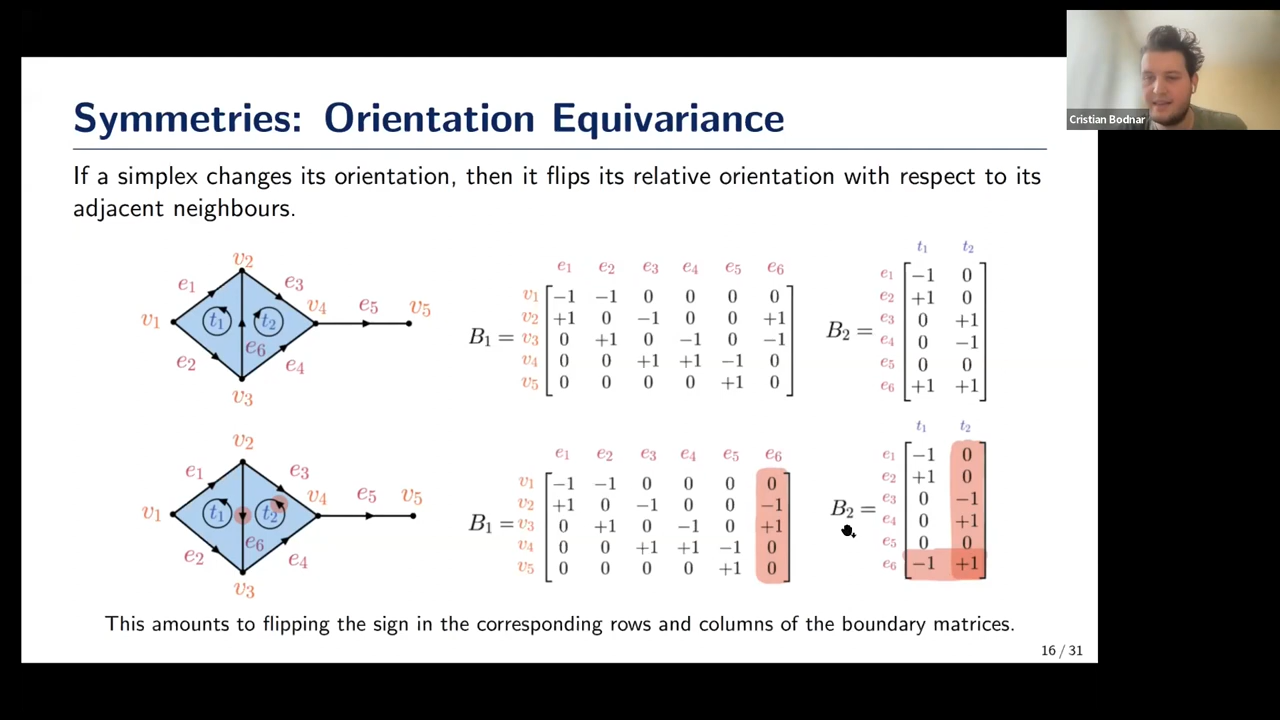 Cristian Bodnar
Symmetries: Orientation Equivariance
If a simplex changes its orientation, then it flips its relative orientation with respect to its
adjacent neighbours.
v2
e1 e3
v1 t1 t2 v4 e5 v5
e6
e2 e4
v3
e1 e2 e3 e4 e5 e6
v1 −1 −1 0 0 0 0
v2 +1 0 −1 0 0 +1
B1 = v3 0 +1 0 −1 0 −1
v4 0 0 +1 +1 −1 0
v5 0 0 0 0 +1 0
t1 t2
e1 −1 0
e2 +1 0
e3 0 +1
B2 =
e4 0 −1
e5 0 0
e6 +1 +1
v2
e1 e3
v1 t1 t2 v4 e5 v5
e6
e2 e4
v3
e1 e2 e3 e4 e5 e6
v1 −1 −1 0 0 0 0
v2 +1 0 −1 0 0 −1
B1 = v3 0 +1 0 −1 0 +1
v4 0 0 +1 +1 −1 0
v5 0 0 0 0 +1 0
t1 t2
e1 −1 0
e2 +1 0
e3 0 −1
B2 =
e4 0 +1
e5 0 0
e6 −1 +1
This amounts to flipping the sign in the corresponding rows and columns of the boundary matrices.
16 / 31